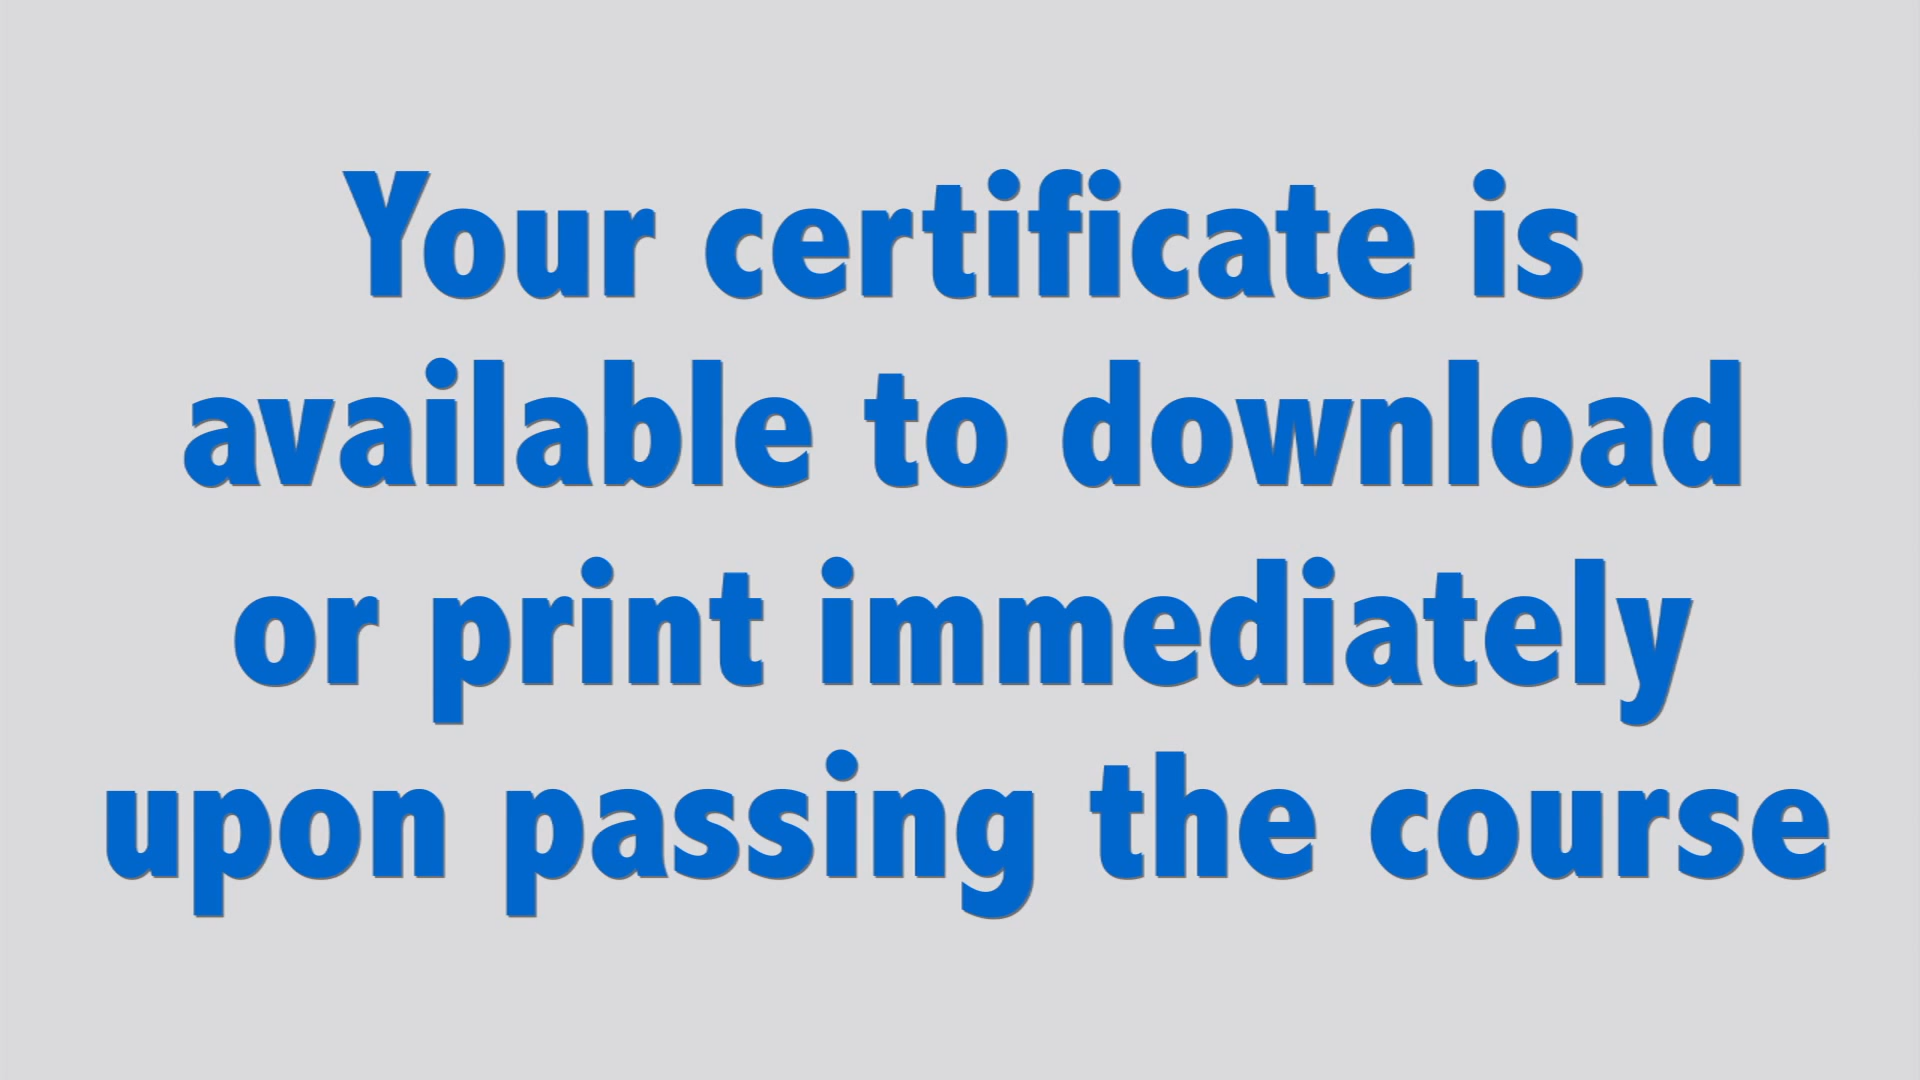 Your certificate is
available to download
or print immediately
upon passing the course